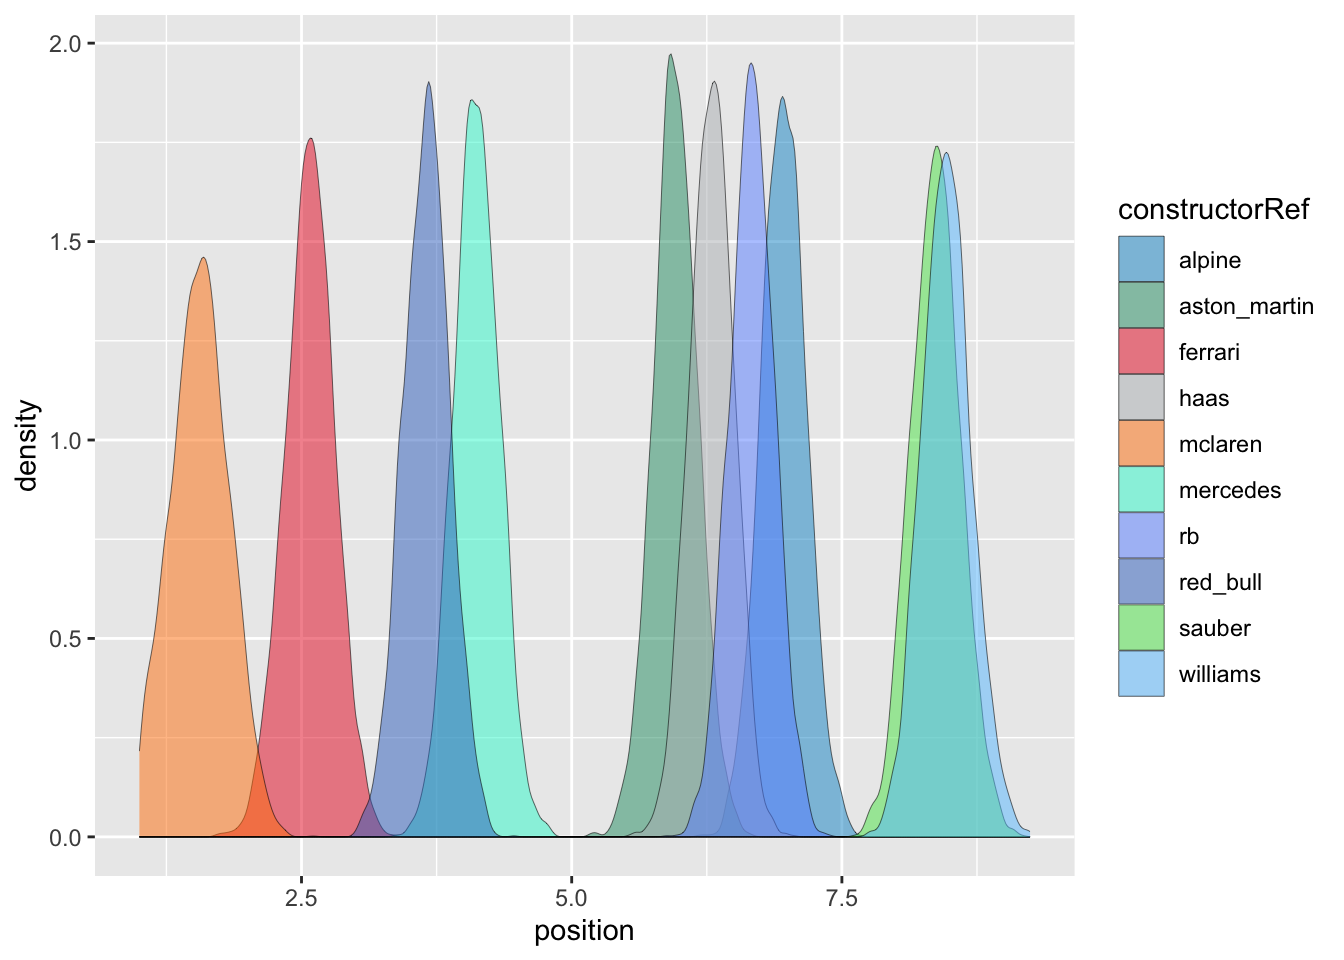 2.0
1.5
1.0
0.5
0.0
density
2.5 5.0 7.5
position
constructorRef
alpine
aston_martin
ferrari
haas
mclaren
mercedes
rb
red_bull
sauber
williams